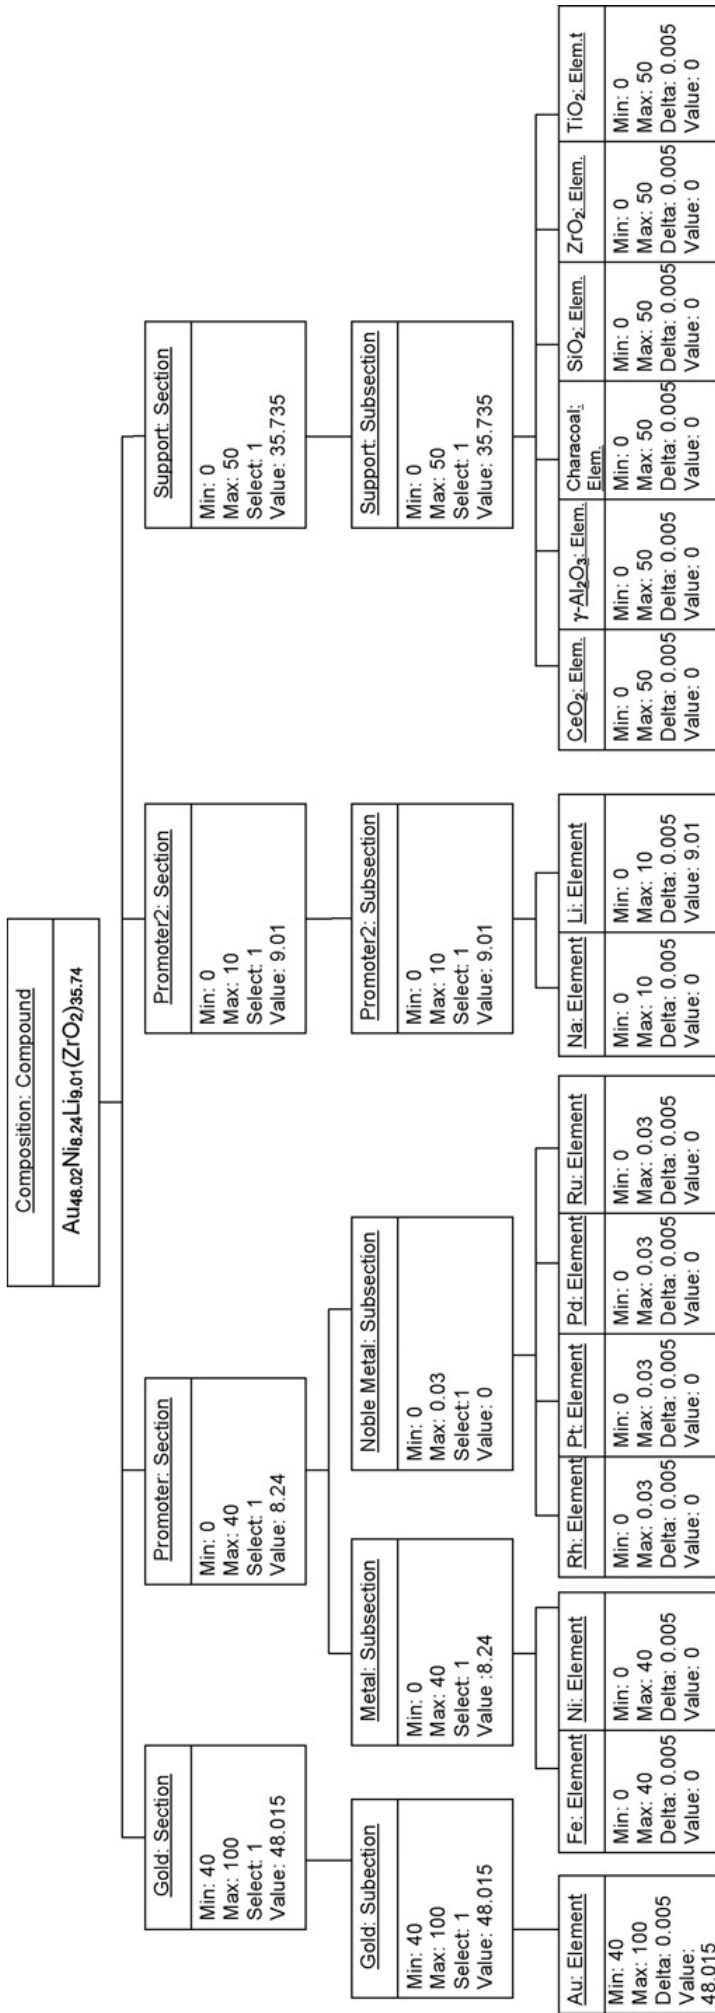 Composition: Compound
Au48.02Ni8.24Li9.01(ZrO2)35.74
Gold: Section
Min: 40
Max: 100
Select: 1
Value: 48.015
Promoter: Section
Min: 0
Max: 40
Select: 1
Value: 8.24
Promoter2: Section
Min: 0
Max: 10
Select: 1
Value: 9.01
Support: Section
Min: 0
Max: 50
Select: 1
Value: 35.735
Gold: Subection
Min: 40
Max: 100
Select: 1
Value: 48.015
Metal: Subsection
Min: 0
Max: 40
Select: 1
Value :8.24
Noble Metal: Subsection
Min: 0
Max: 0.03
Select:1
Value: 0
Promoter2: Subsection
Min: 0
Max: 10
Select: 1
Value: 9.01
Support: Subsection
Min: 0
Max: 50
Select: 1
Value: 35.735
Au: Element
Min: 40
Max: 100
Delta: 0.005
Value:
48.015
Fe: Element
Min: 0
Max: 40
Delta: 0.005
Value: 0
Ni: Element
Min: 0
Max: 40
Delta: 0.005
Value: 0
Rh: Element
Min: 0
Max: 0.03
Delta: 0.005
Value: 0
Pt: Element
Min: 0
Max: 0.03
Delta: 0.005
Value: 0
Pd: Element
Min: 0
Max: 0.03
Delta: 0.005
Value: 0
Ru: Element
Min: 0
Max: 0.03
Delta: 0.005
Value: 0
Na: Element
Min: 0
Max: 10
Delta: 0.005
Value: 0
Li: Element
Min: 0
Max: 10
Delta: 0.005
Value: 9.01
CeO2: Elem.
Min: 0
Max: 50
Delta: 0.005
Value: 0
γ-Al2O3: Elem.
Min: 0
Max: 50
Delta: 0.005
Value: 0
Characoal:
Elem.
Min: 0
Max: 50
Delta: 0.005
Value: 0
SiO2: Elem.
Min: 0
Max: 50
Delta: 0.005
Value: 0
ZrO2: Elem.
Min: 0
Max: 50
Delta: 0.005
Value: 0
TiO2: Elem.t
Min: 0
Max: 50
Delta: 0.005
Value: 0